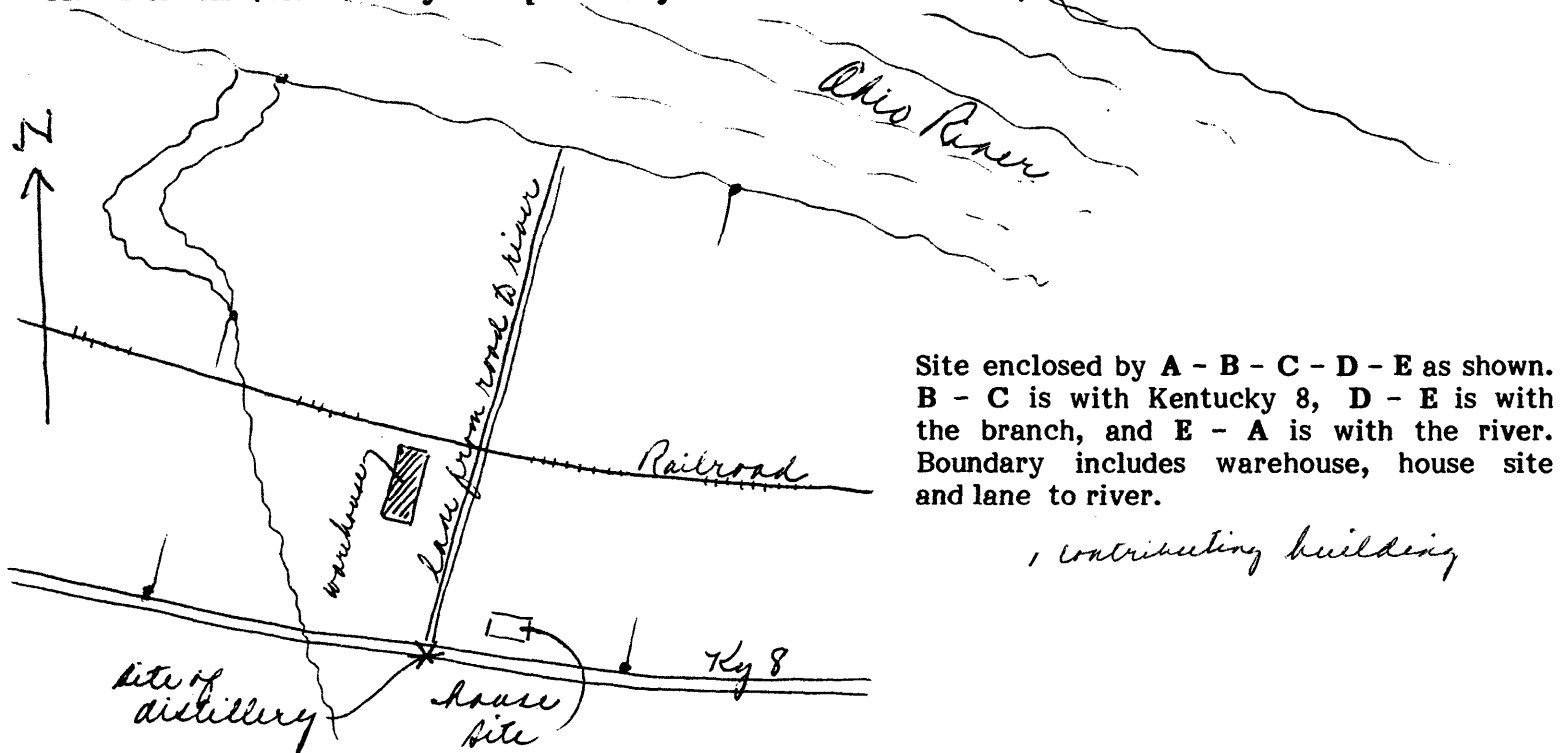 Ohio River
N
lane from road to river
Railroad
warehouse
Site enclosed by A - B - C - D - E as shown.
B - C is with Kentucky 8, D - E is with
the branch, and E - A is with the river.
Boundary includes warehouse, house site
and lane to river.
1 contributing building
Ky 8
site of
distillery
house
site